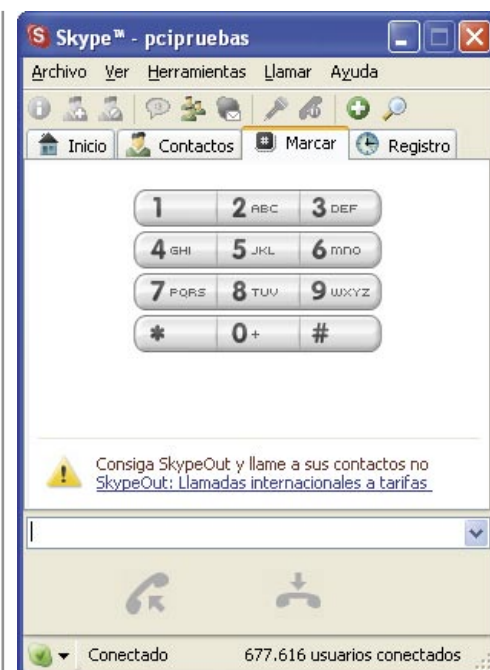 Skype™ - pcipruebas
Archivo Ver Herramientas Llamar Ayuda
Inicio Contactos Marcar Registro
1 2 ABC 3 DEF
4 GHI 5 JKL 6 mno
7 PQRS 8 TUV 9 WXYZ
* 0 + #
Consiga SkypeOut y llame a sus contactos no
SkypeOut: Llamadas internacionales a tarifas
Conectado 677.616 usuarios conectados